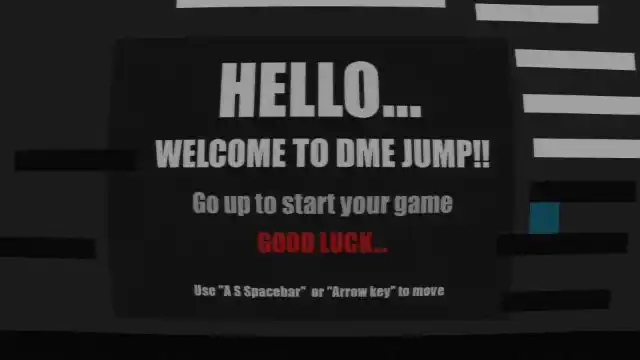 HELLO...
WELCOME TO DME JUMP!!
Go up to start your game
GOOD LUCK...
Use "A S Spacebar" or "Arrow key" to move